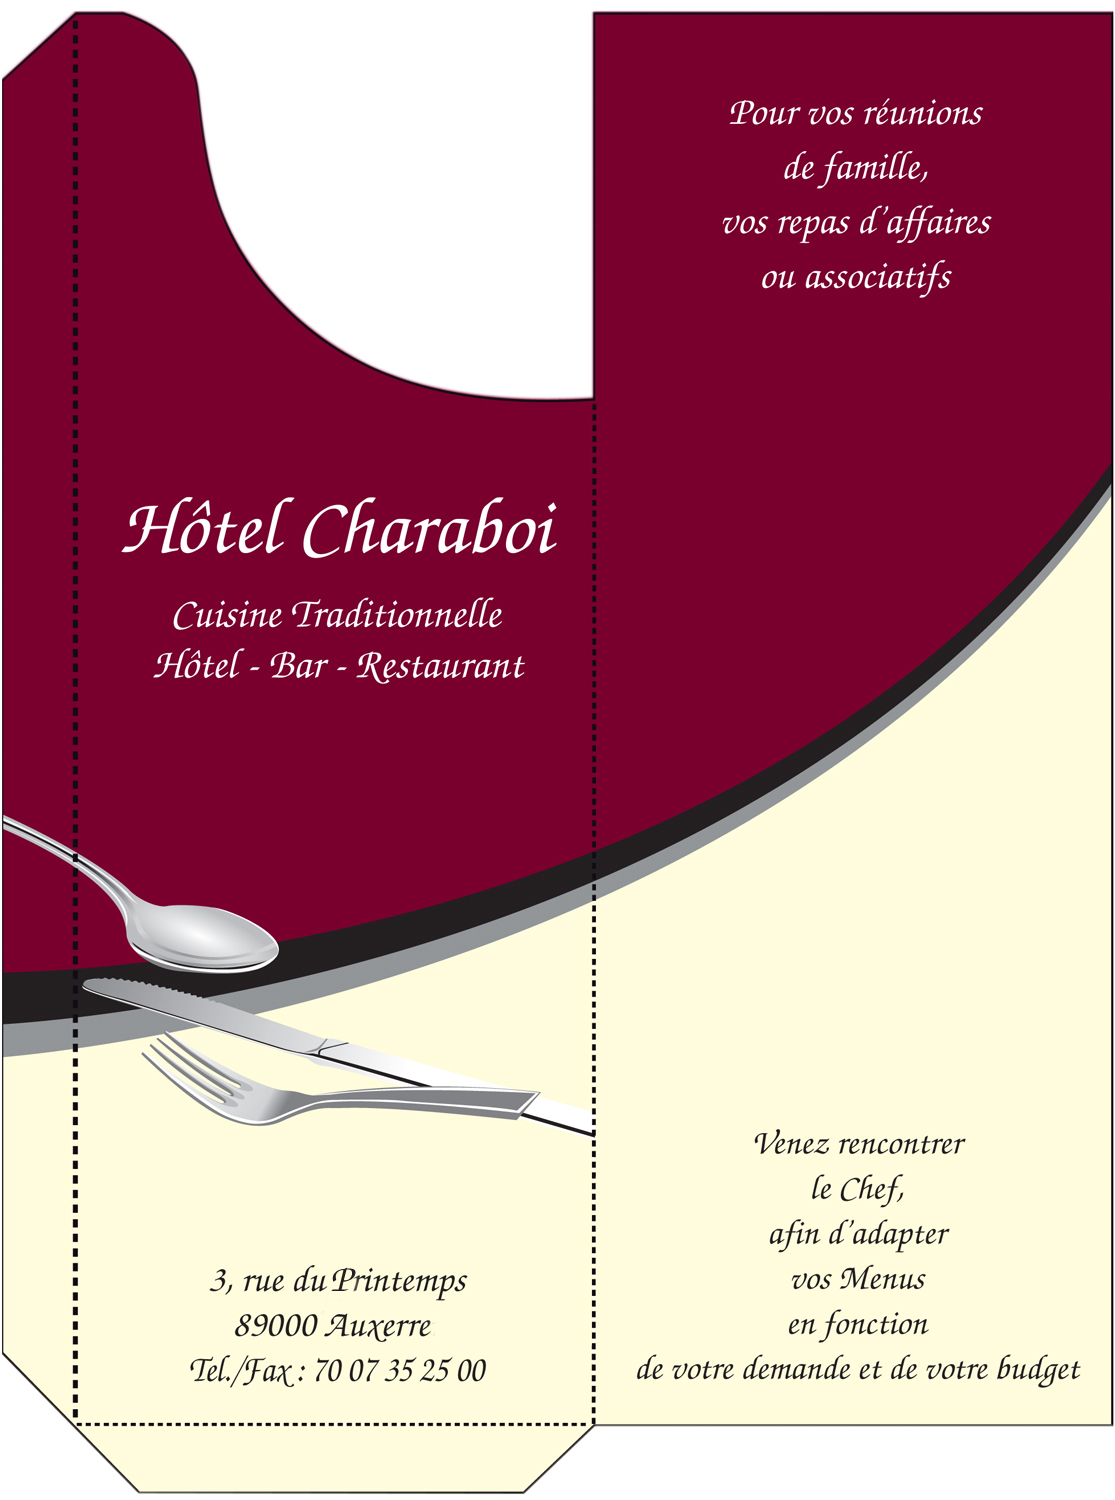 Hôtel Charaboi
Cuisine Traditionnelle
Hôtel - Bar - Restaurant
3, rue du Printemps
89000 Auxerre
Tel./Fax : 70 07 35 25 00
Pour vos réunions
de famille,
vos repas d'affaires
ou associatifs
Venez rencontrer
le Chef,
afin d'adapter
vos Menus
en fonction
de votre demande et de votre budget